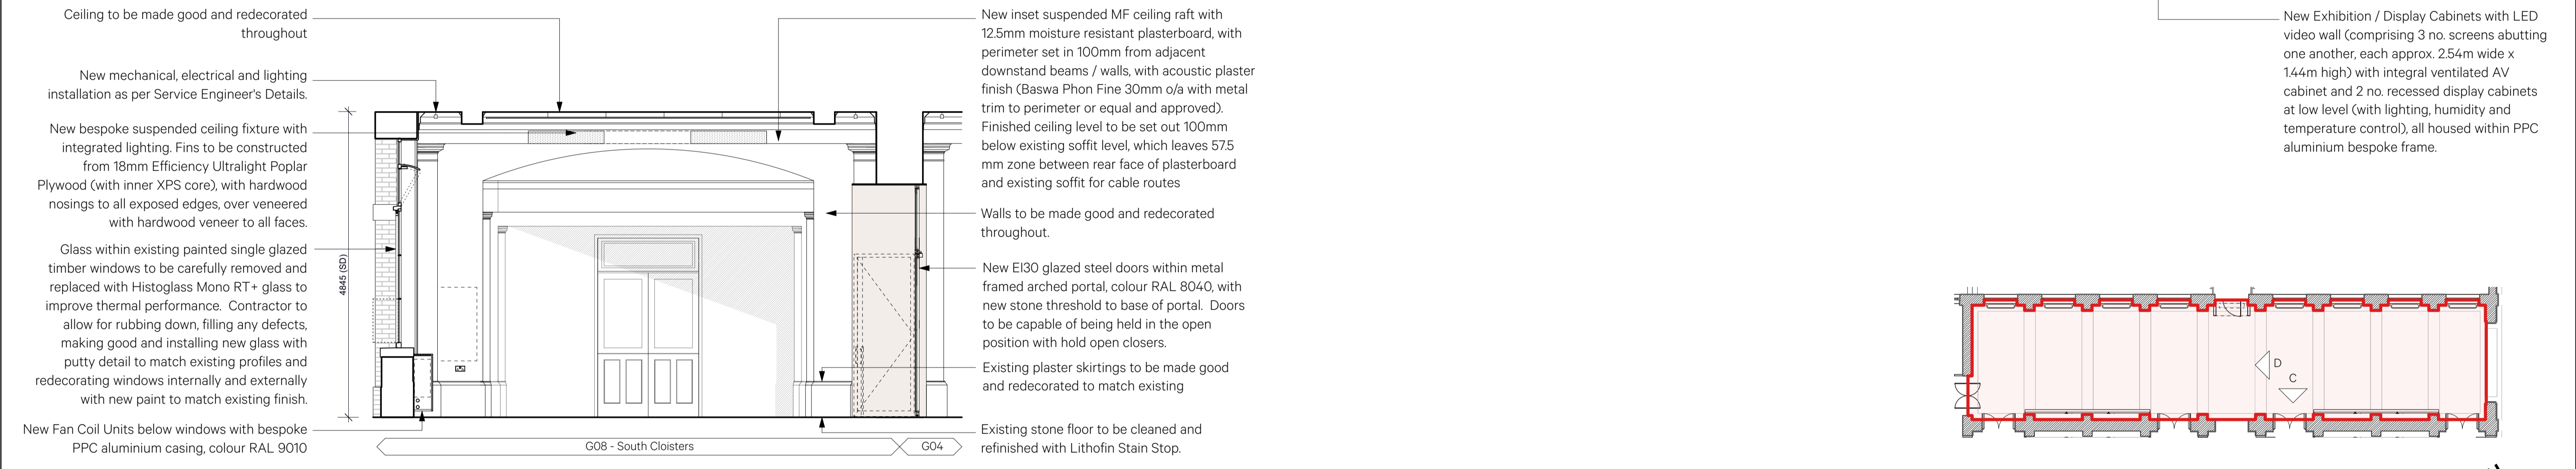 Ceiling to be made good and redecorated
throughout
New mechanical, electrical and lighting
installation as per Service Engineer's Details.
New bespoke suspended ceiling fixture with
integrated lighting. Fins to be constructed
from 18mm Efficiency Ultralight Poplar
Plywood (with inner XPS core), with hardwood
nosings to all exposed edges, over veneered
with hardwood veneer to all faces.
Glass within existing painted single glazed
timber windows to be carefully removed and
replaced with Histoglass Mono RT+ glass to
improve thermal performance. Contractor to
allow for rubbing down, filling any defects,
making good and installing new glass with
putty detail to match existing profiles and
redecorating windows internally and externally
with new paint to match existing finish.
New Fan Coil Units below windows with bespoke
PPC aluminium casing, colour RAL 9010
4845 (SD)
G08 - South Cloisters
G04
New inset suspended MF ceiling raft with
12.5mm moisture resistant plasterboard, with
perimeter set in 100mm from adjacent
downstand beams / walls, with acoustic plaster
finish (Baswa Phon Fine 30mm o/a with metal
trim to perimeter or equal and approved).
Finished ceiling level to be set out 100mm
below existing soffit level, which leaves 57.5
mm zone between rear face of plasterboard
and existing soffit for cable routes
Walls to be made good and redecorated
throughout.
New EI30 glazed steel doors within metal
framed arched portal, colour RAL 8040, with
new stone threshold to base of portal. Doors
to be capable of being held in the open
position with hold open closers.
Existing plaster skirtings to be made good
and redecorated to match existing
Existing stone floor to be cleaned and
refinished with Lithofin Stain Stop.
New Exhibition / Display Cabinets with LED
video wall (comprising 3 no. screens abutting
one another, each approx. 2.54m wide x
1.44m high) with integral ventilated AV
cabinet and 2 no. recessed display cabinets
at low level (with lighting, humidity and
temperature control), all housed within PPC
aluminium bespoke frame.
D
C